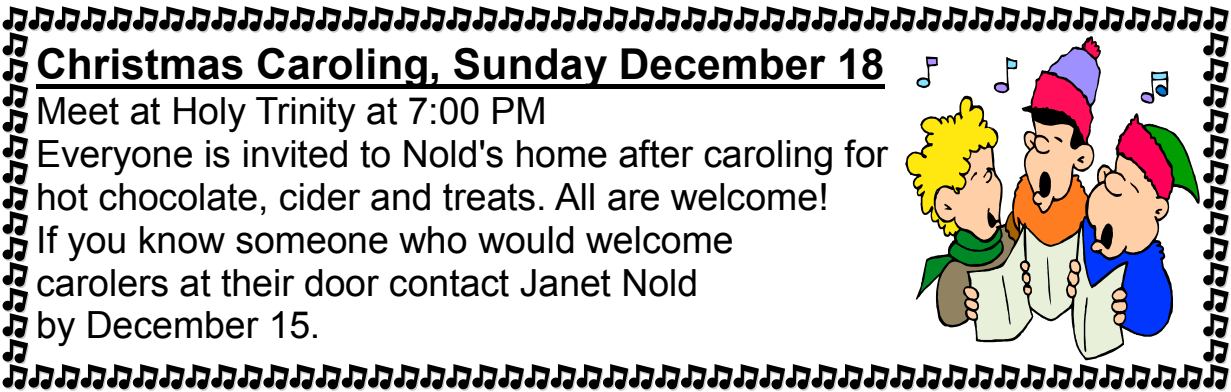 Christmas Caroling, Sunday December 18
Meet at Holy Trinity at 7:00 PM
Everyone is invited to Nold's home after caroling for
hot chocolate, cider and treats. All are welcome!
If you know someone who would welcome
carolers at their door contact Janet Nold
by December 15.